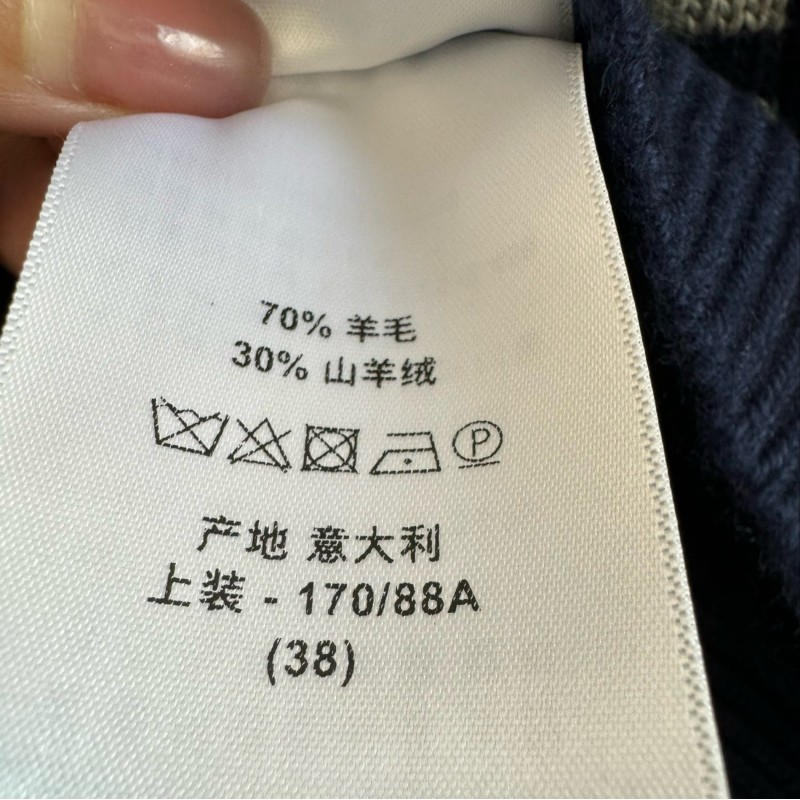 70% 羊毛
30% 山羊绒
P
产地 意大利
上装 - 170/88A
(38)